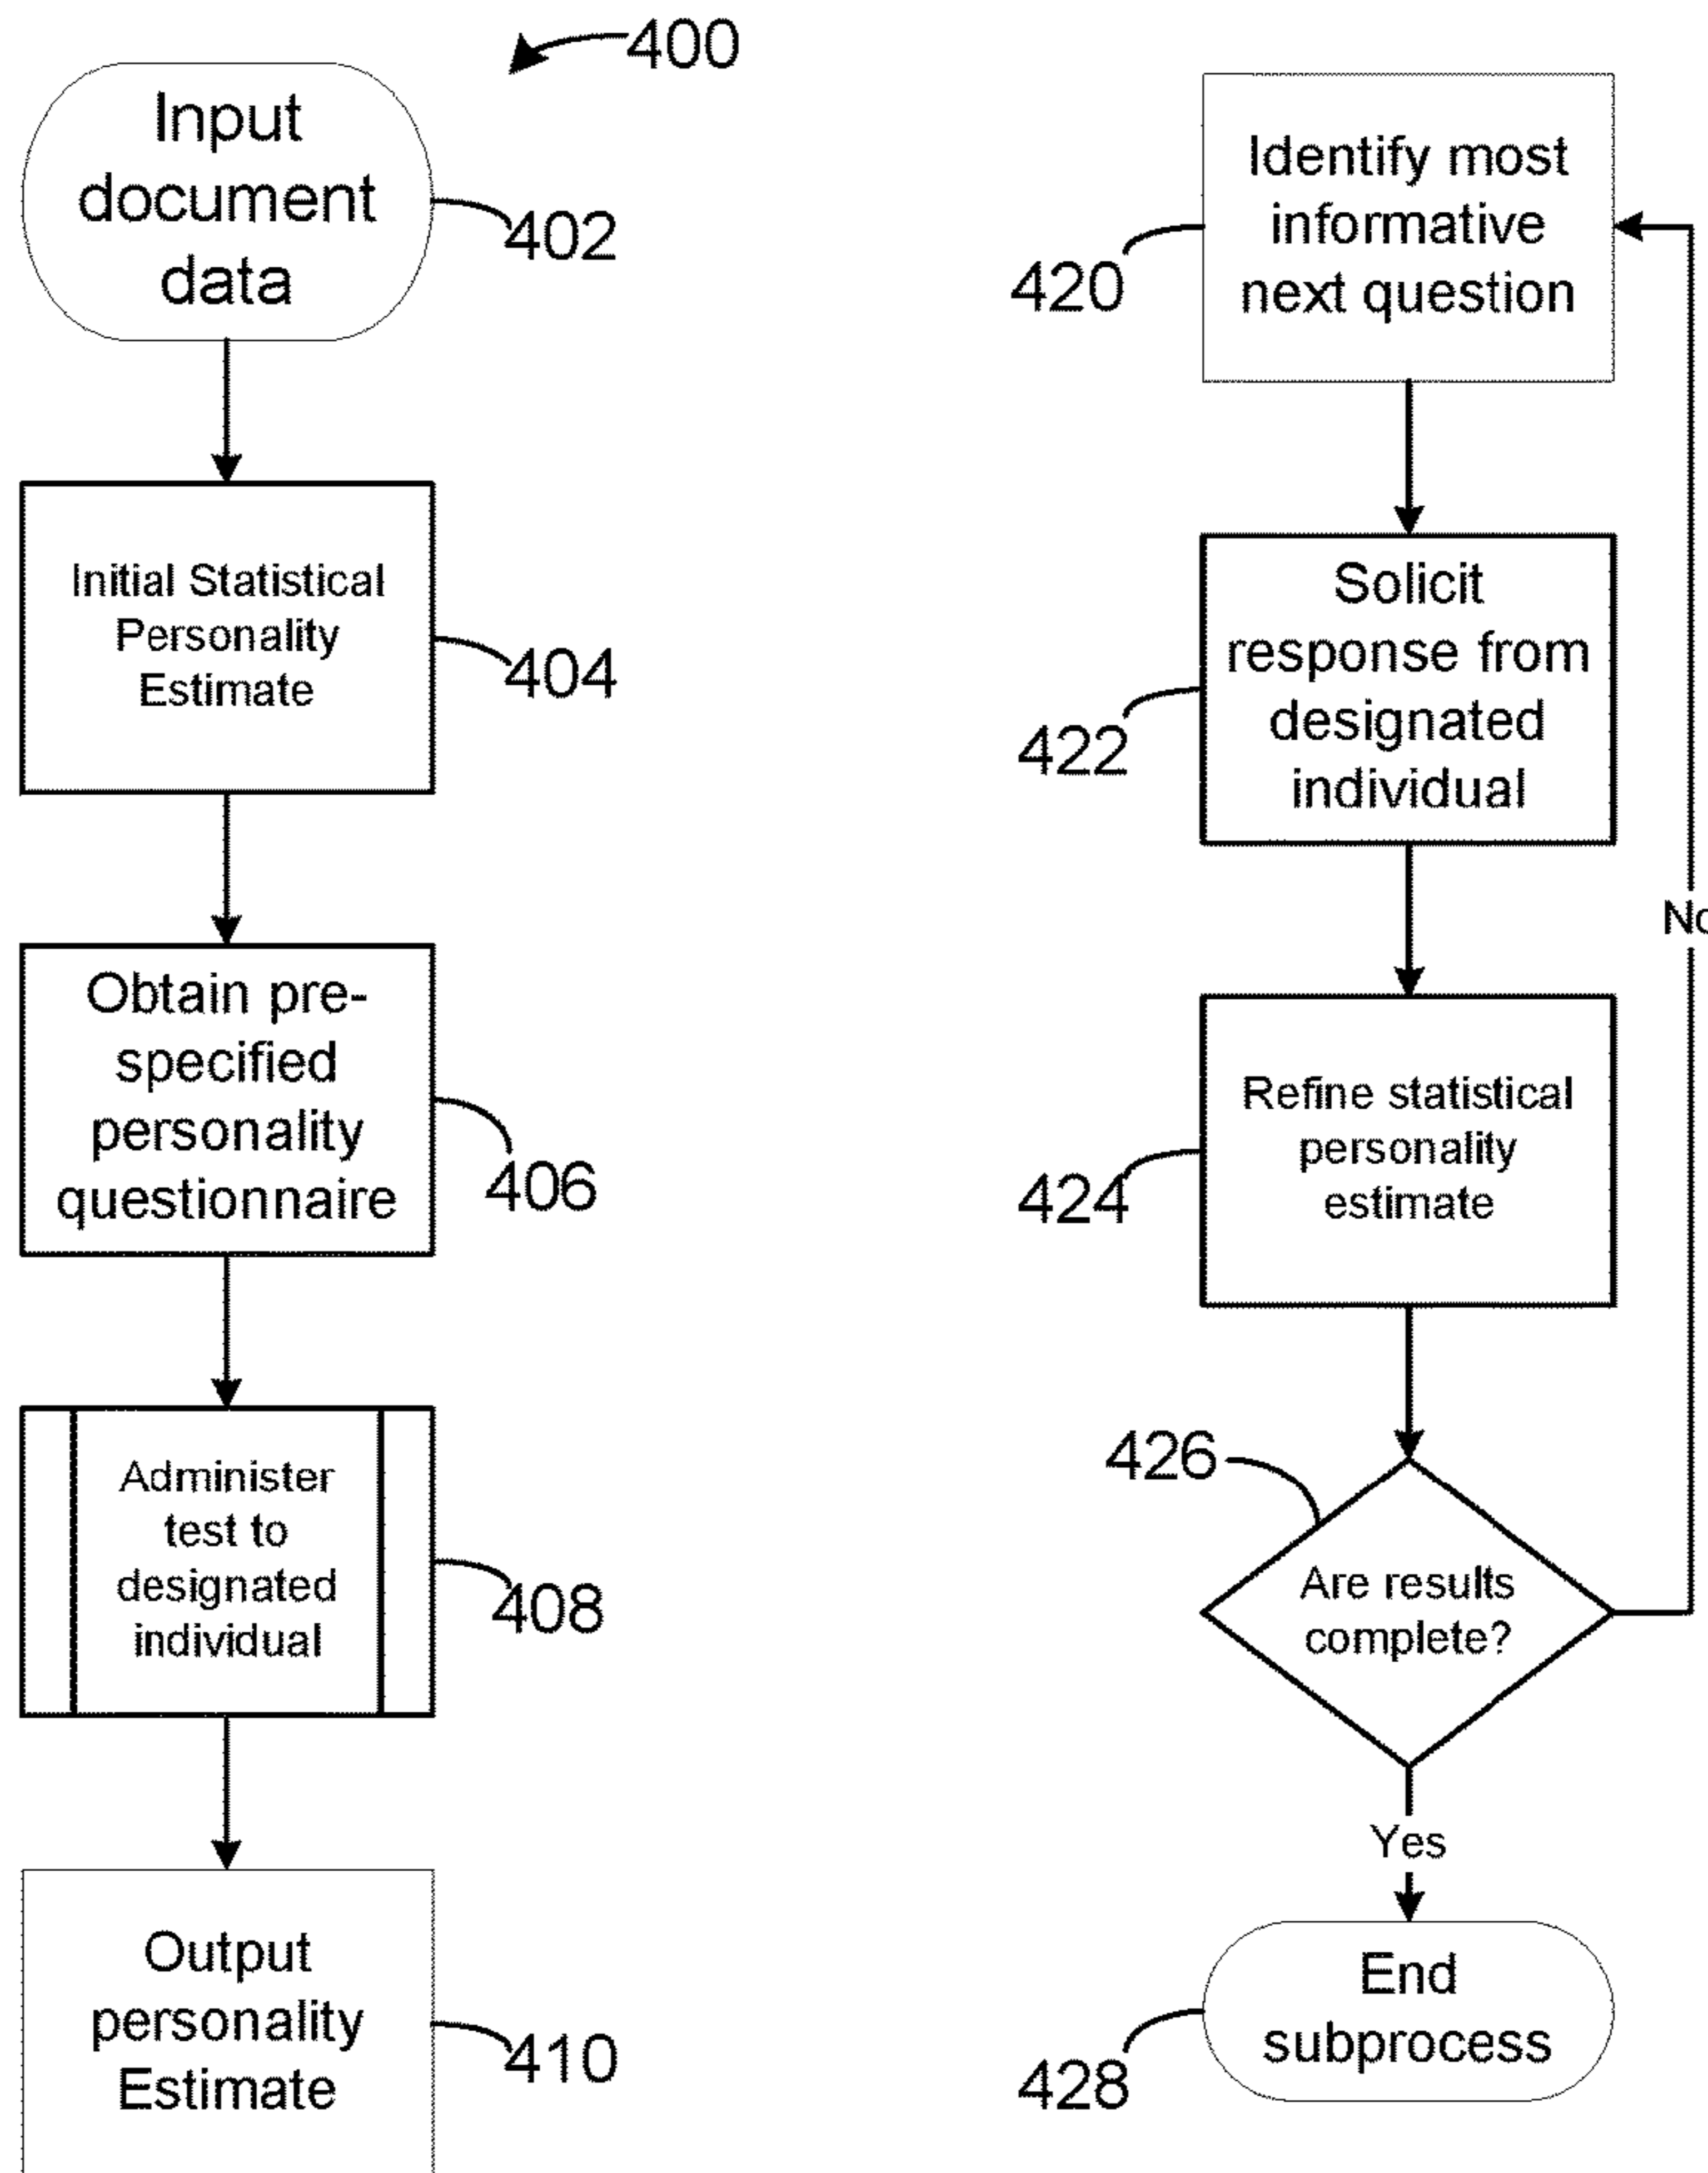 400
Input
document
data
402
Initial Statistical
Personality
Estimate
404
Obtain pre-
specified
personality
questionnaire
406
Administer
test to
designated
individual
408
Output
personality
Estimate
410
Identify most
informative
next question
420
Solicit
response from
designated
individual
422
Refine statistical
personality
estimate
424
426
Are results
complete?
No
Yes
End
subprocess
428